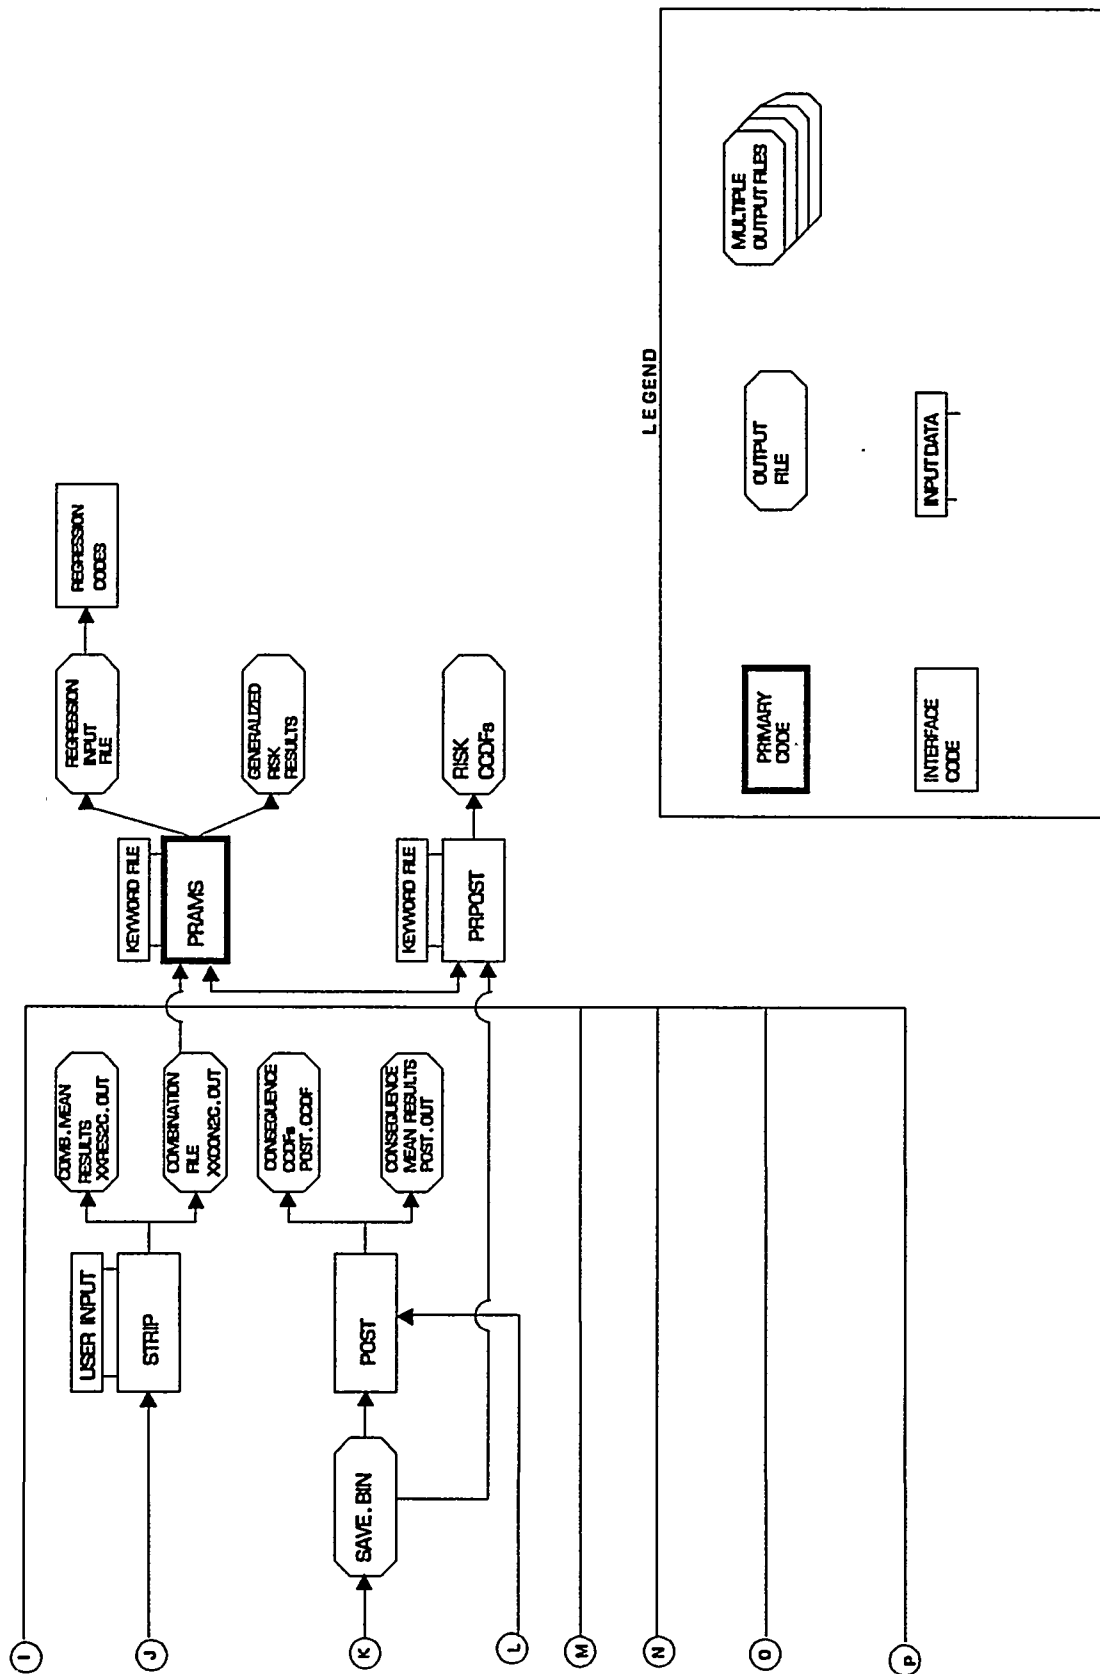 I
J
K
L
M
N
O
P
USER INPUT
STRIP
COMB. MEAN
RESULTS
XXRES2C.OUT
COMBINATION
FILE
XXCON2C.OUT
SAVE.BIN
POST
CONSEQUENCE
CCDFs
POST.CCDF
CONSEQUENCE
MEAN RESULTS
POST.OUT
KEYWORD FILE
PRAMS
REGRESSION
INPUT
FILE
REGRESSION
CODES
GENERALIZED
RISK
RESULTS
KEYWORD FILE
PRPOST
RISK
CCDFs
LEGEND
PRIMARY
CODE
OUTPUT
FILE
MULTIPLE
OUTPUT FILES
INTERFACE
CODE
INPUT DATA